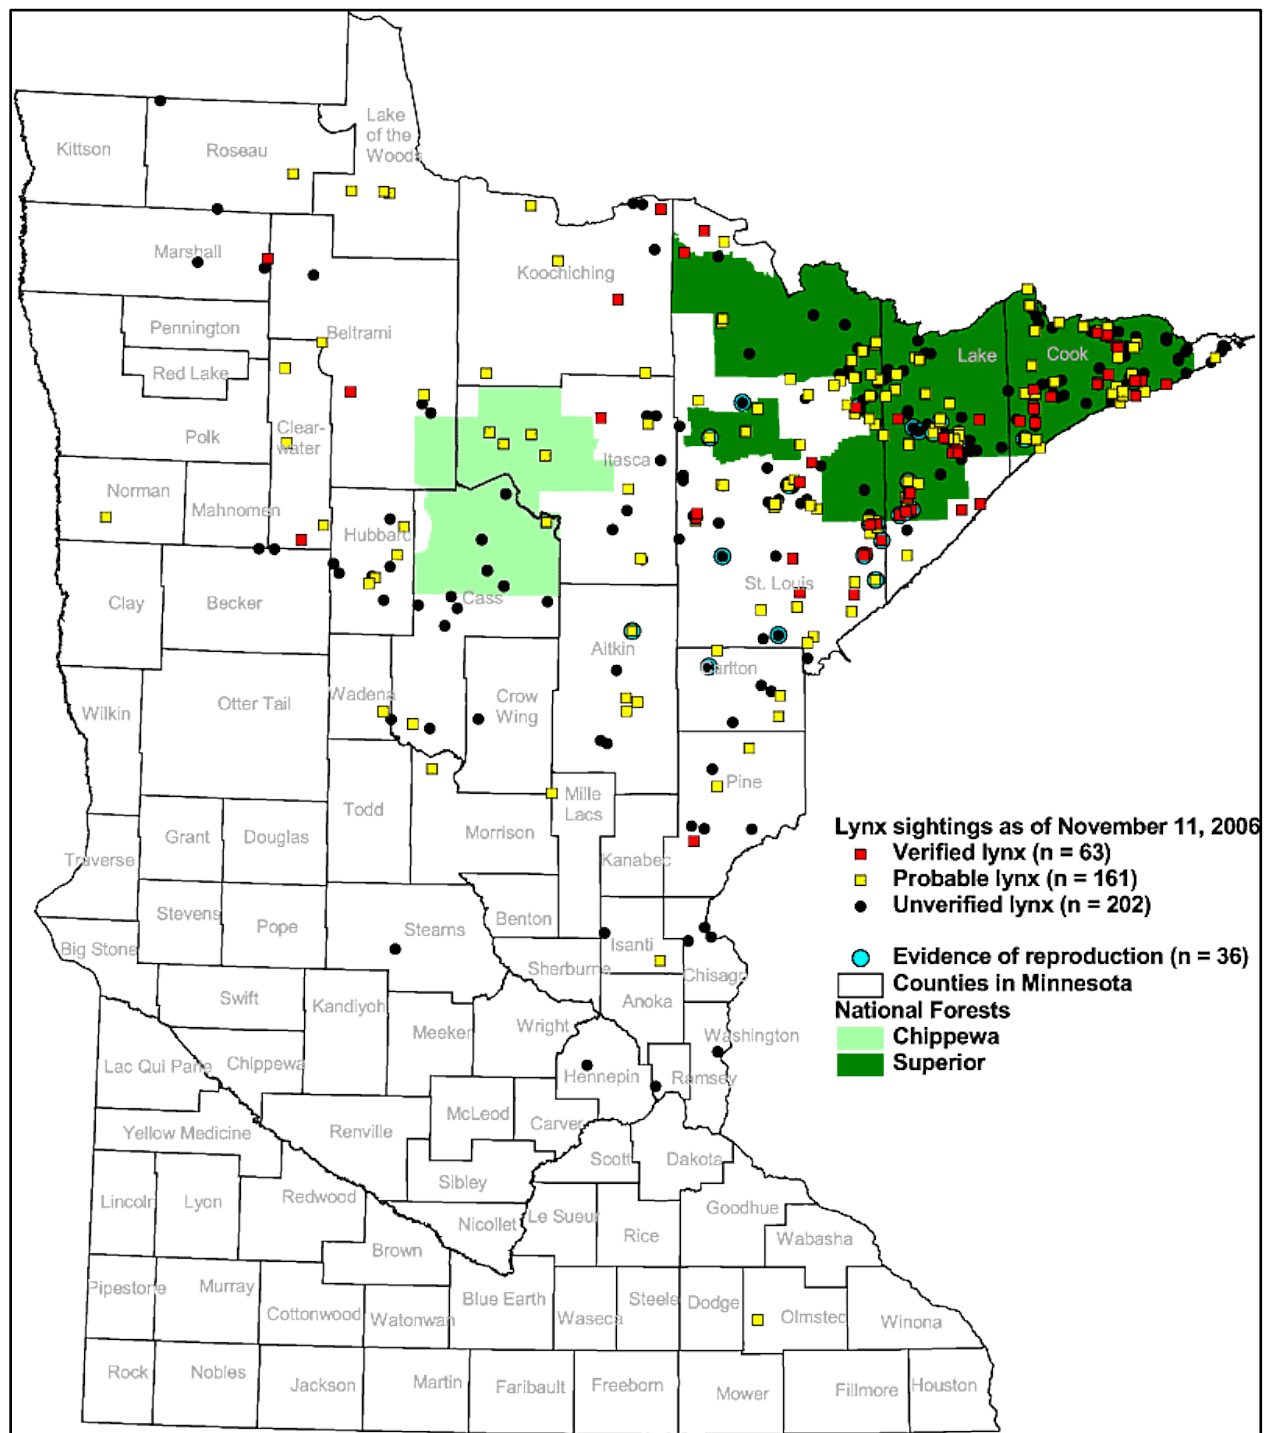 Lake
of the
Woods
Kittson
Roseau
Marshall
Koochiching
Pennington
Beltrami
Red Lake
Lake
Cook
Polk
Clear-
water
Itasca
Norman
Mahnomen
Hubbard
St. Louis
Clay
Becker
Cass
Aitkin
Carlton
Wadena
Otter Tail
Crow
Wing
Wilkin
Pine
Mille
Lacs
Todd
Grant
Douglas
Morrison
Kanabec
Traverse
Stevens
Pope
Stearns
Benton
Isanti
Big Stone
Sherburne
Chisago
Swift
Kandiyoh
Anoka
Meeker
Wright
Washington
Lac Qui Parle
Chippewa
Hennepin
Ramsey
McLeod
Carver
Yellow Medicine
Renville
Scott
Dakota
Sibley
Lincoln
Lyon
Redwood
Nicollet
Le Sueur
Goodhue
Rice
Wabasha
Brown
Pipestone
Murray
Cottonwood
Watonwan
Blue Earth
Waseca
Steele
Dodge
Olmsted
Winona
Rock
Nobles
Jackson
Martin
Faribault
Freeborn
Mower
Fillmore
Houston
Lynx sightings as of November 11, 2006
Verified lynx (n = 63)
Probable lynx (n = 161)
Unverified lynx (n = 202)
Evidence of reproduction (n = 36)
Counties in Minnesota
National Forests
Chippewa
Superior